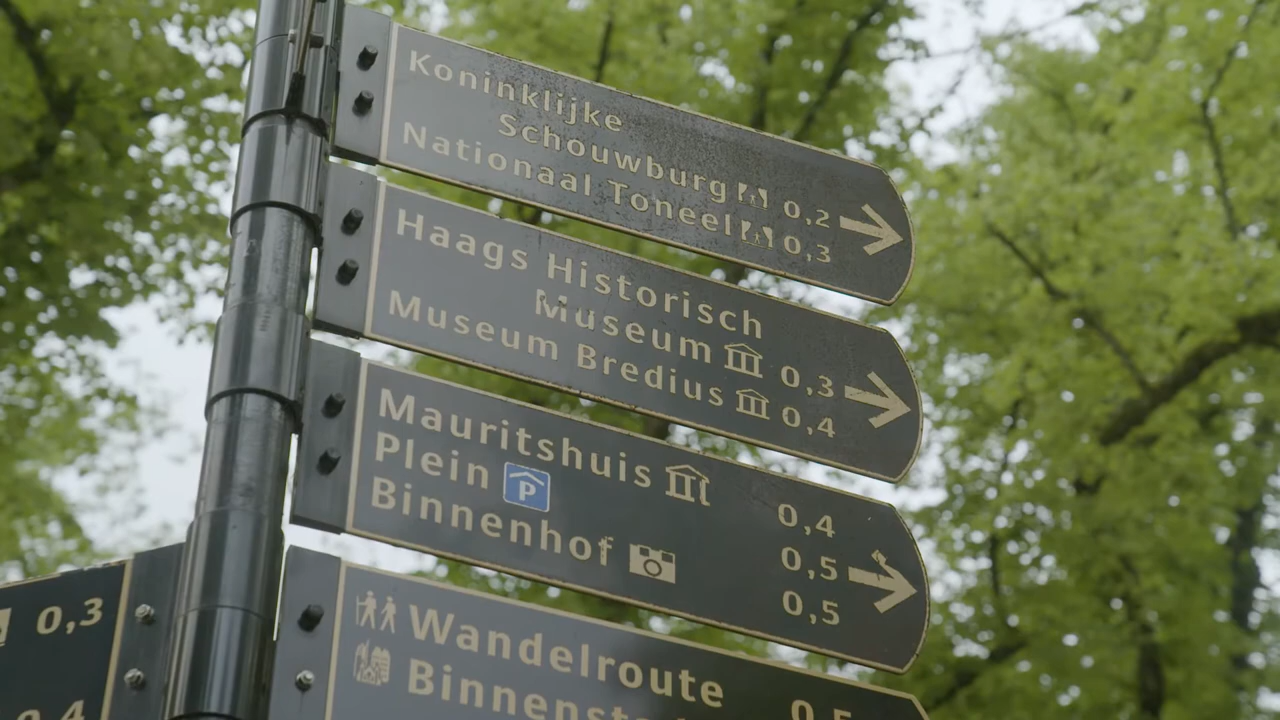 Koninklijke
Schouwburg 0,2
Nationaal Toneel 0,3
Haags Historisch
Museum 0,3
Museum Bredius 0,4
Mauritshuis 0,4
Plein P 0,5
Binnenhof 0,5
Wandelroute
0,3